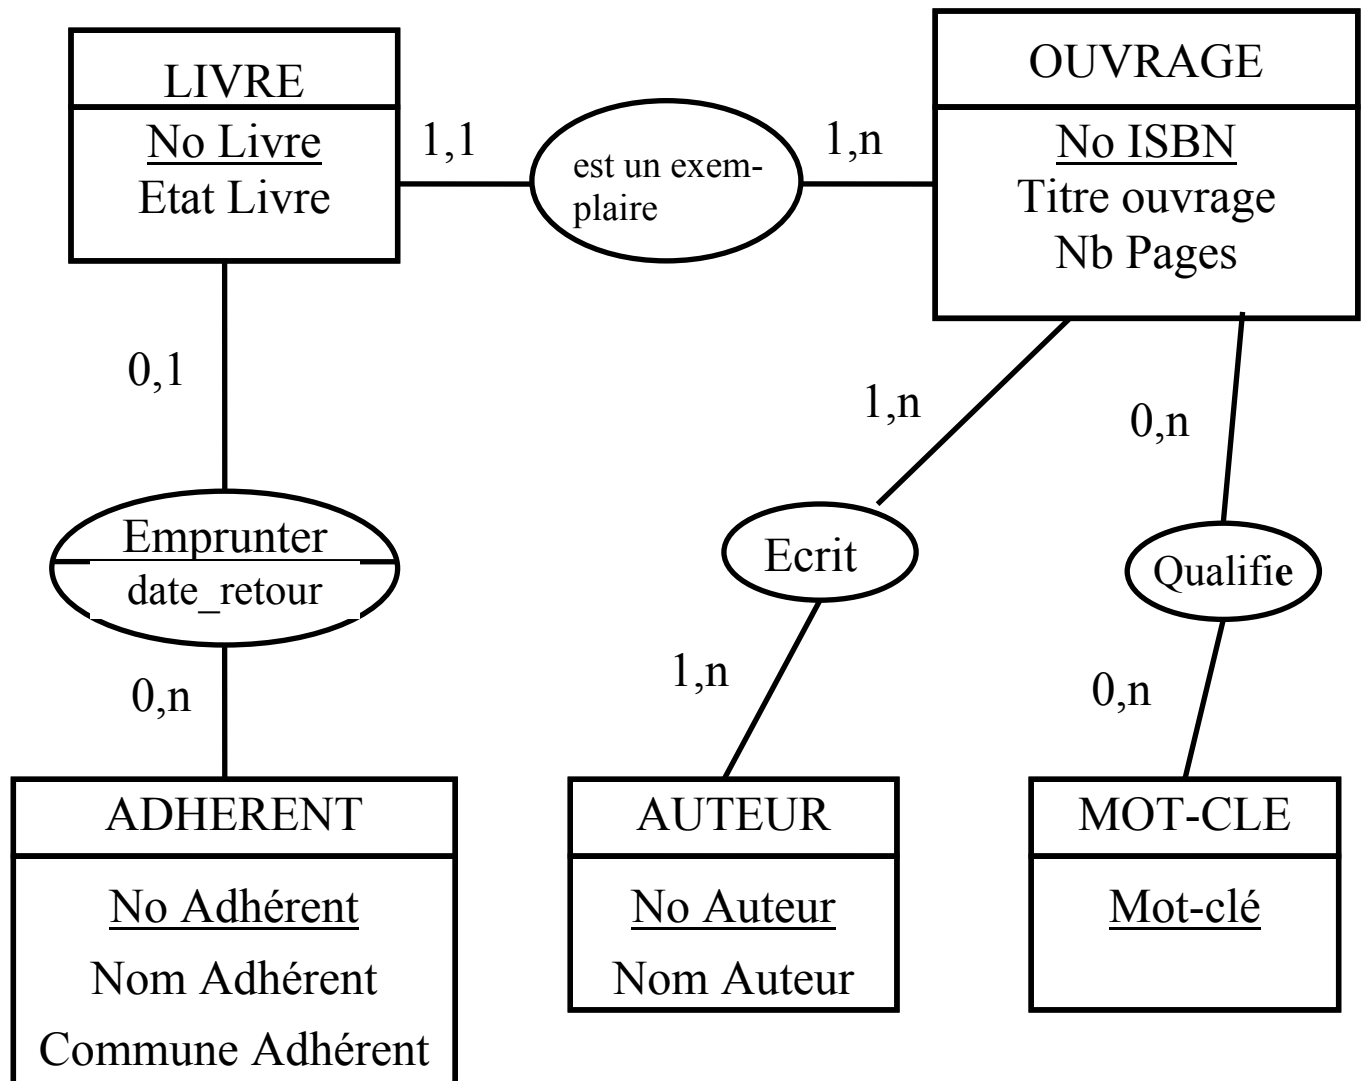 LIVRE
No Livre
Etat Livre
1,1
est un exem-
plaire
1,n
OUVRAGE
No ISBN
Titre ouvrage
Nb Pages
0,1
1,n
0,n
Emprunter
date_retour
Ecrit
Qualifie
0,n
1,n
0,n
ADHERENT
No Adhérent
Nom Adhérent
Commune Adhérent
AUTEUR
No Auteur
Nom Auteur
MOT-CLE
Mot-clé